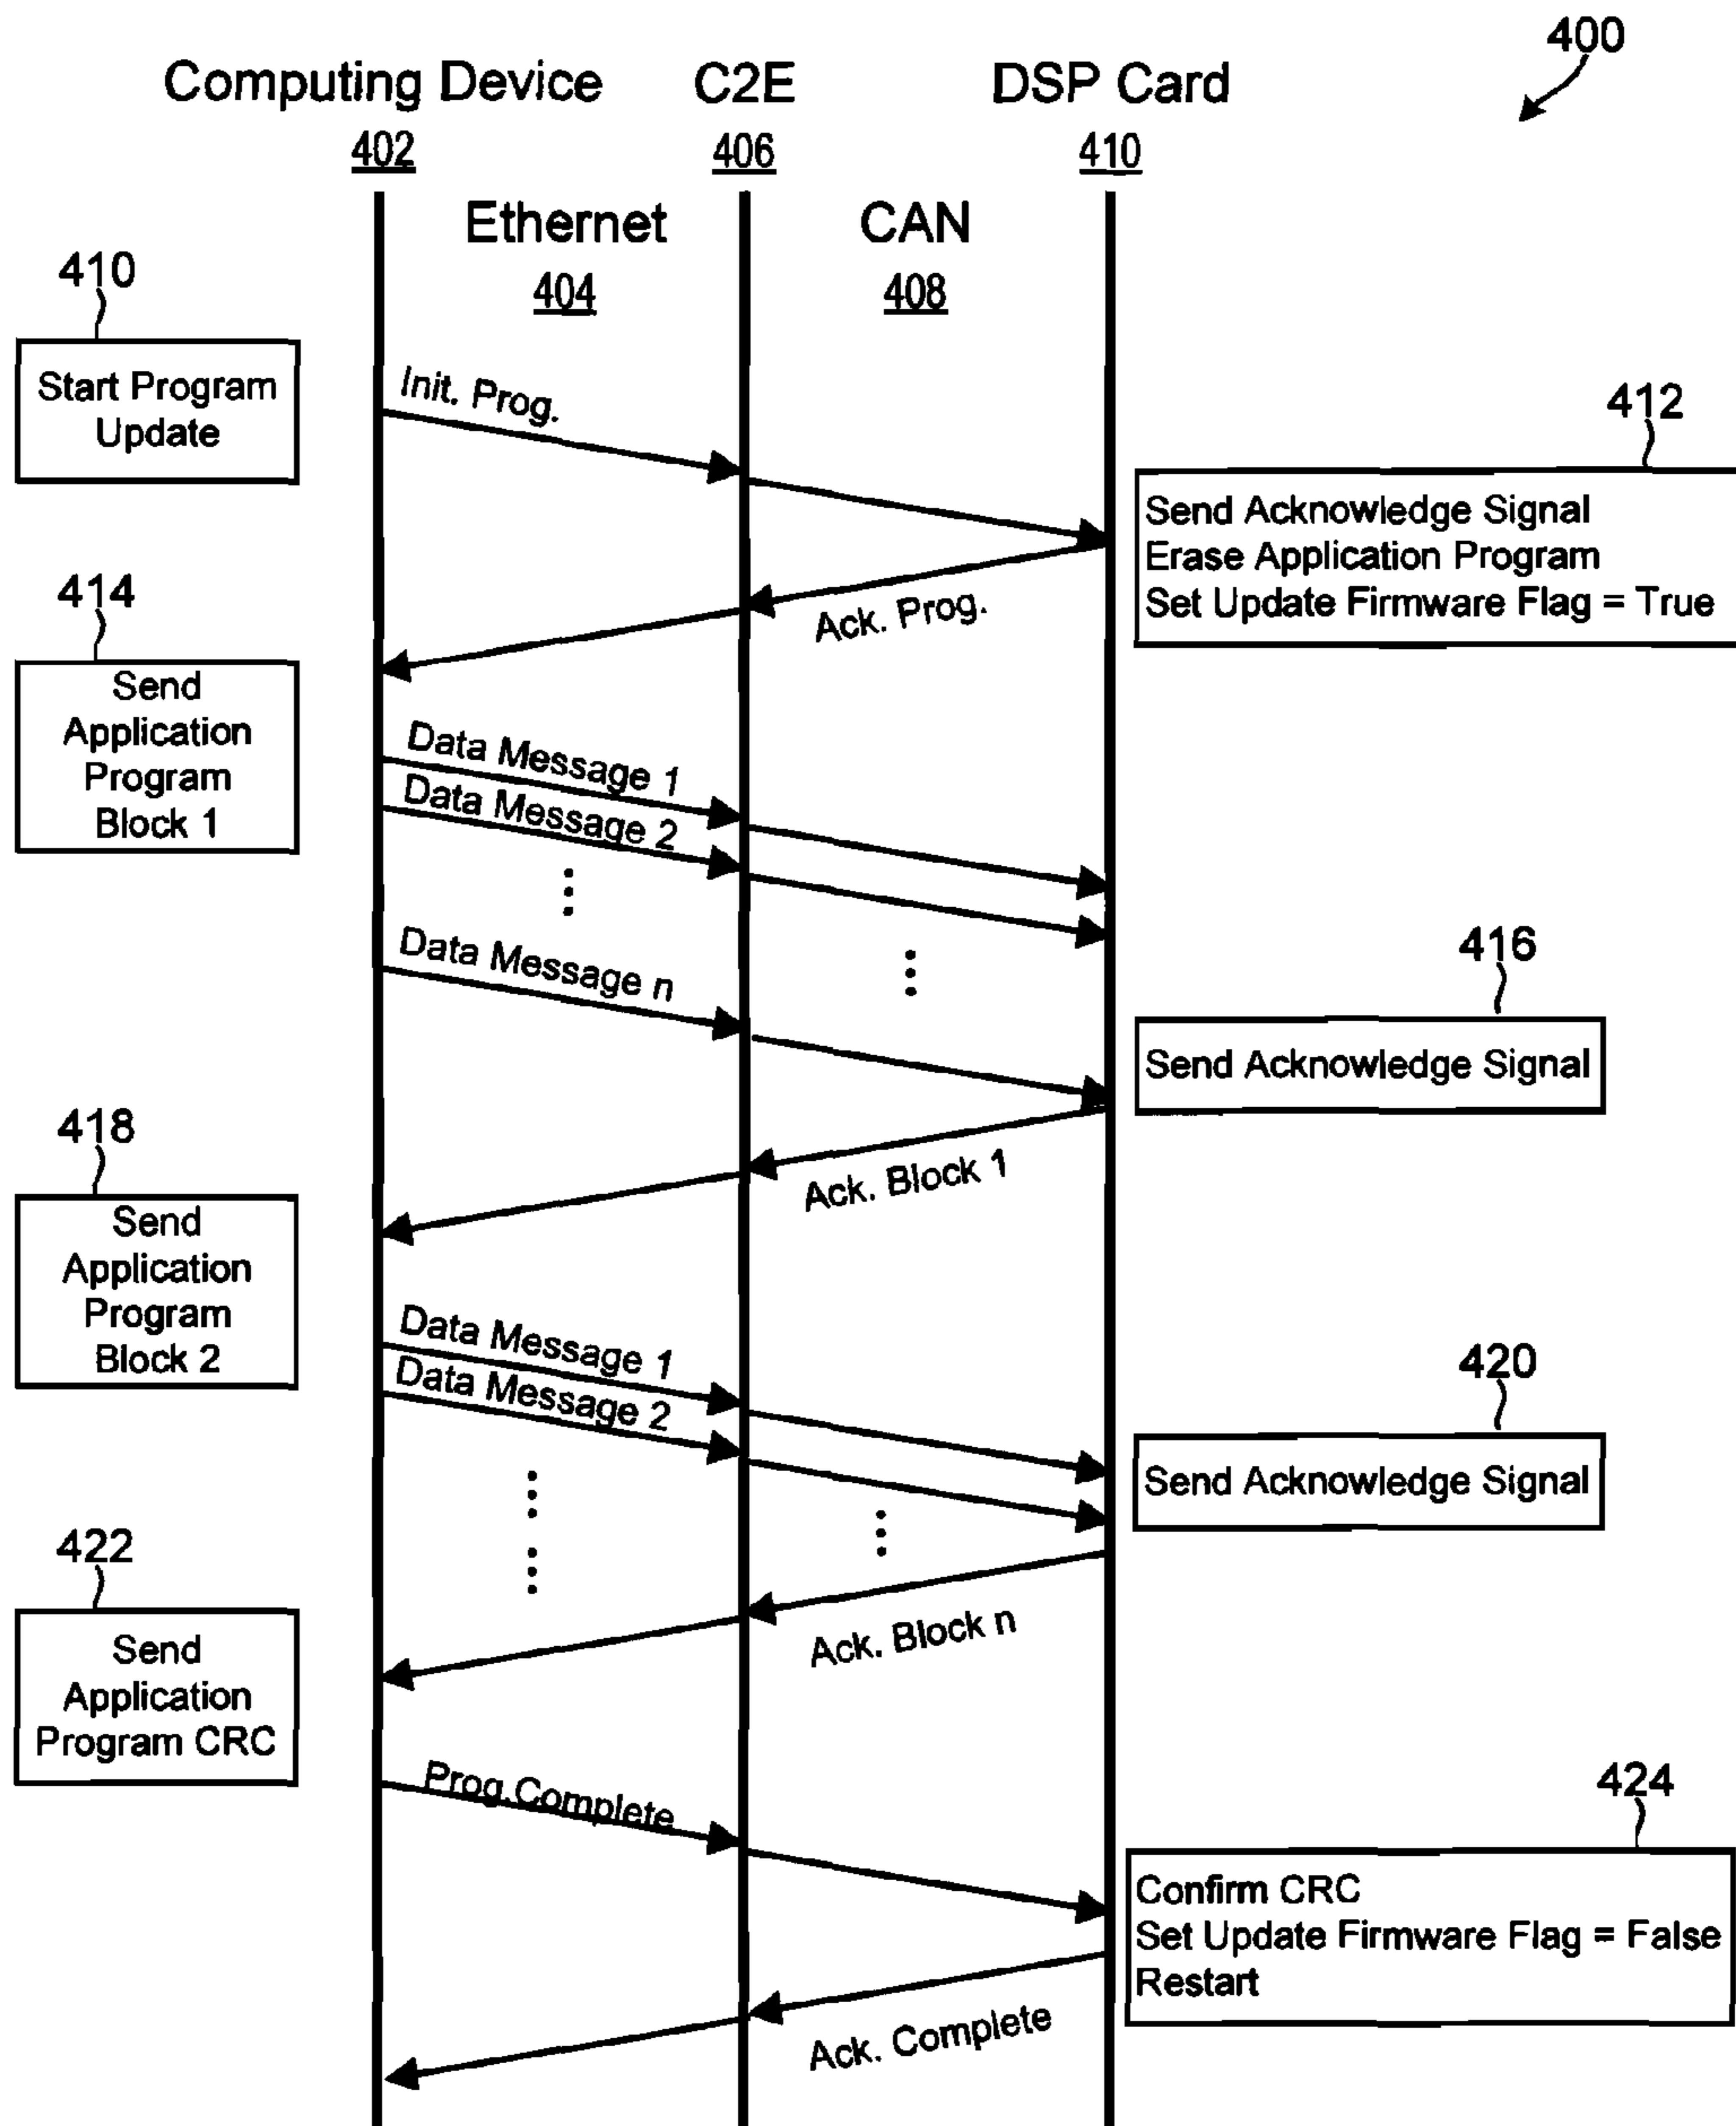 400
Computing Device
C2E
DSP Card
402
406
410
Ethernet
CAN
404
408
410
Start Program
Update
Init. Prog.
412
Send Acknowledge Signal
Erase Application Program
Set Update Firmware Flag = True
Ack. Prog.
414
Send
Application
Program
Block 1
Data Message 1
Data Message 2
Data Message n
416
Send Acknowledge Signal
Ack. Block 1
418
Send
Application
Program
Block 2
Data Message 1
Data Message 2
420
Send Acknowledge Signal
Ack. Block n
422
Send
Application
Program CRC
Prog.Complete
424
Confirm CRC
Set Update Firmware Flag = False
Restart
Ack. Complete